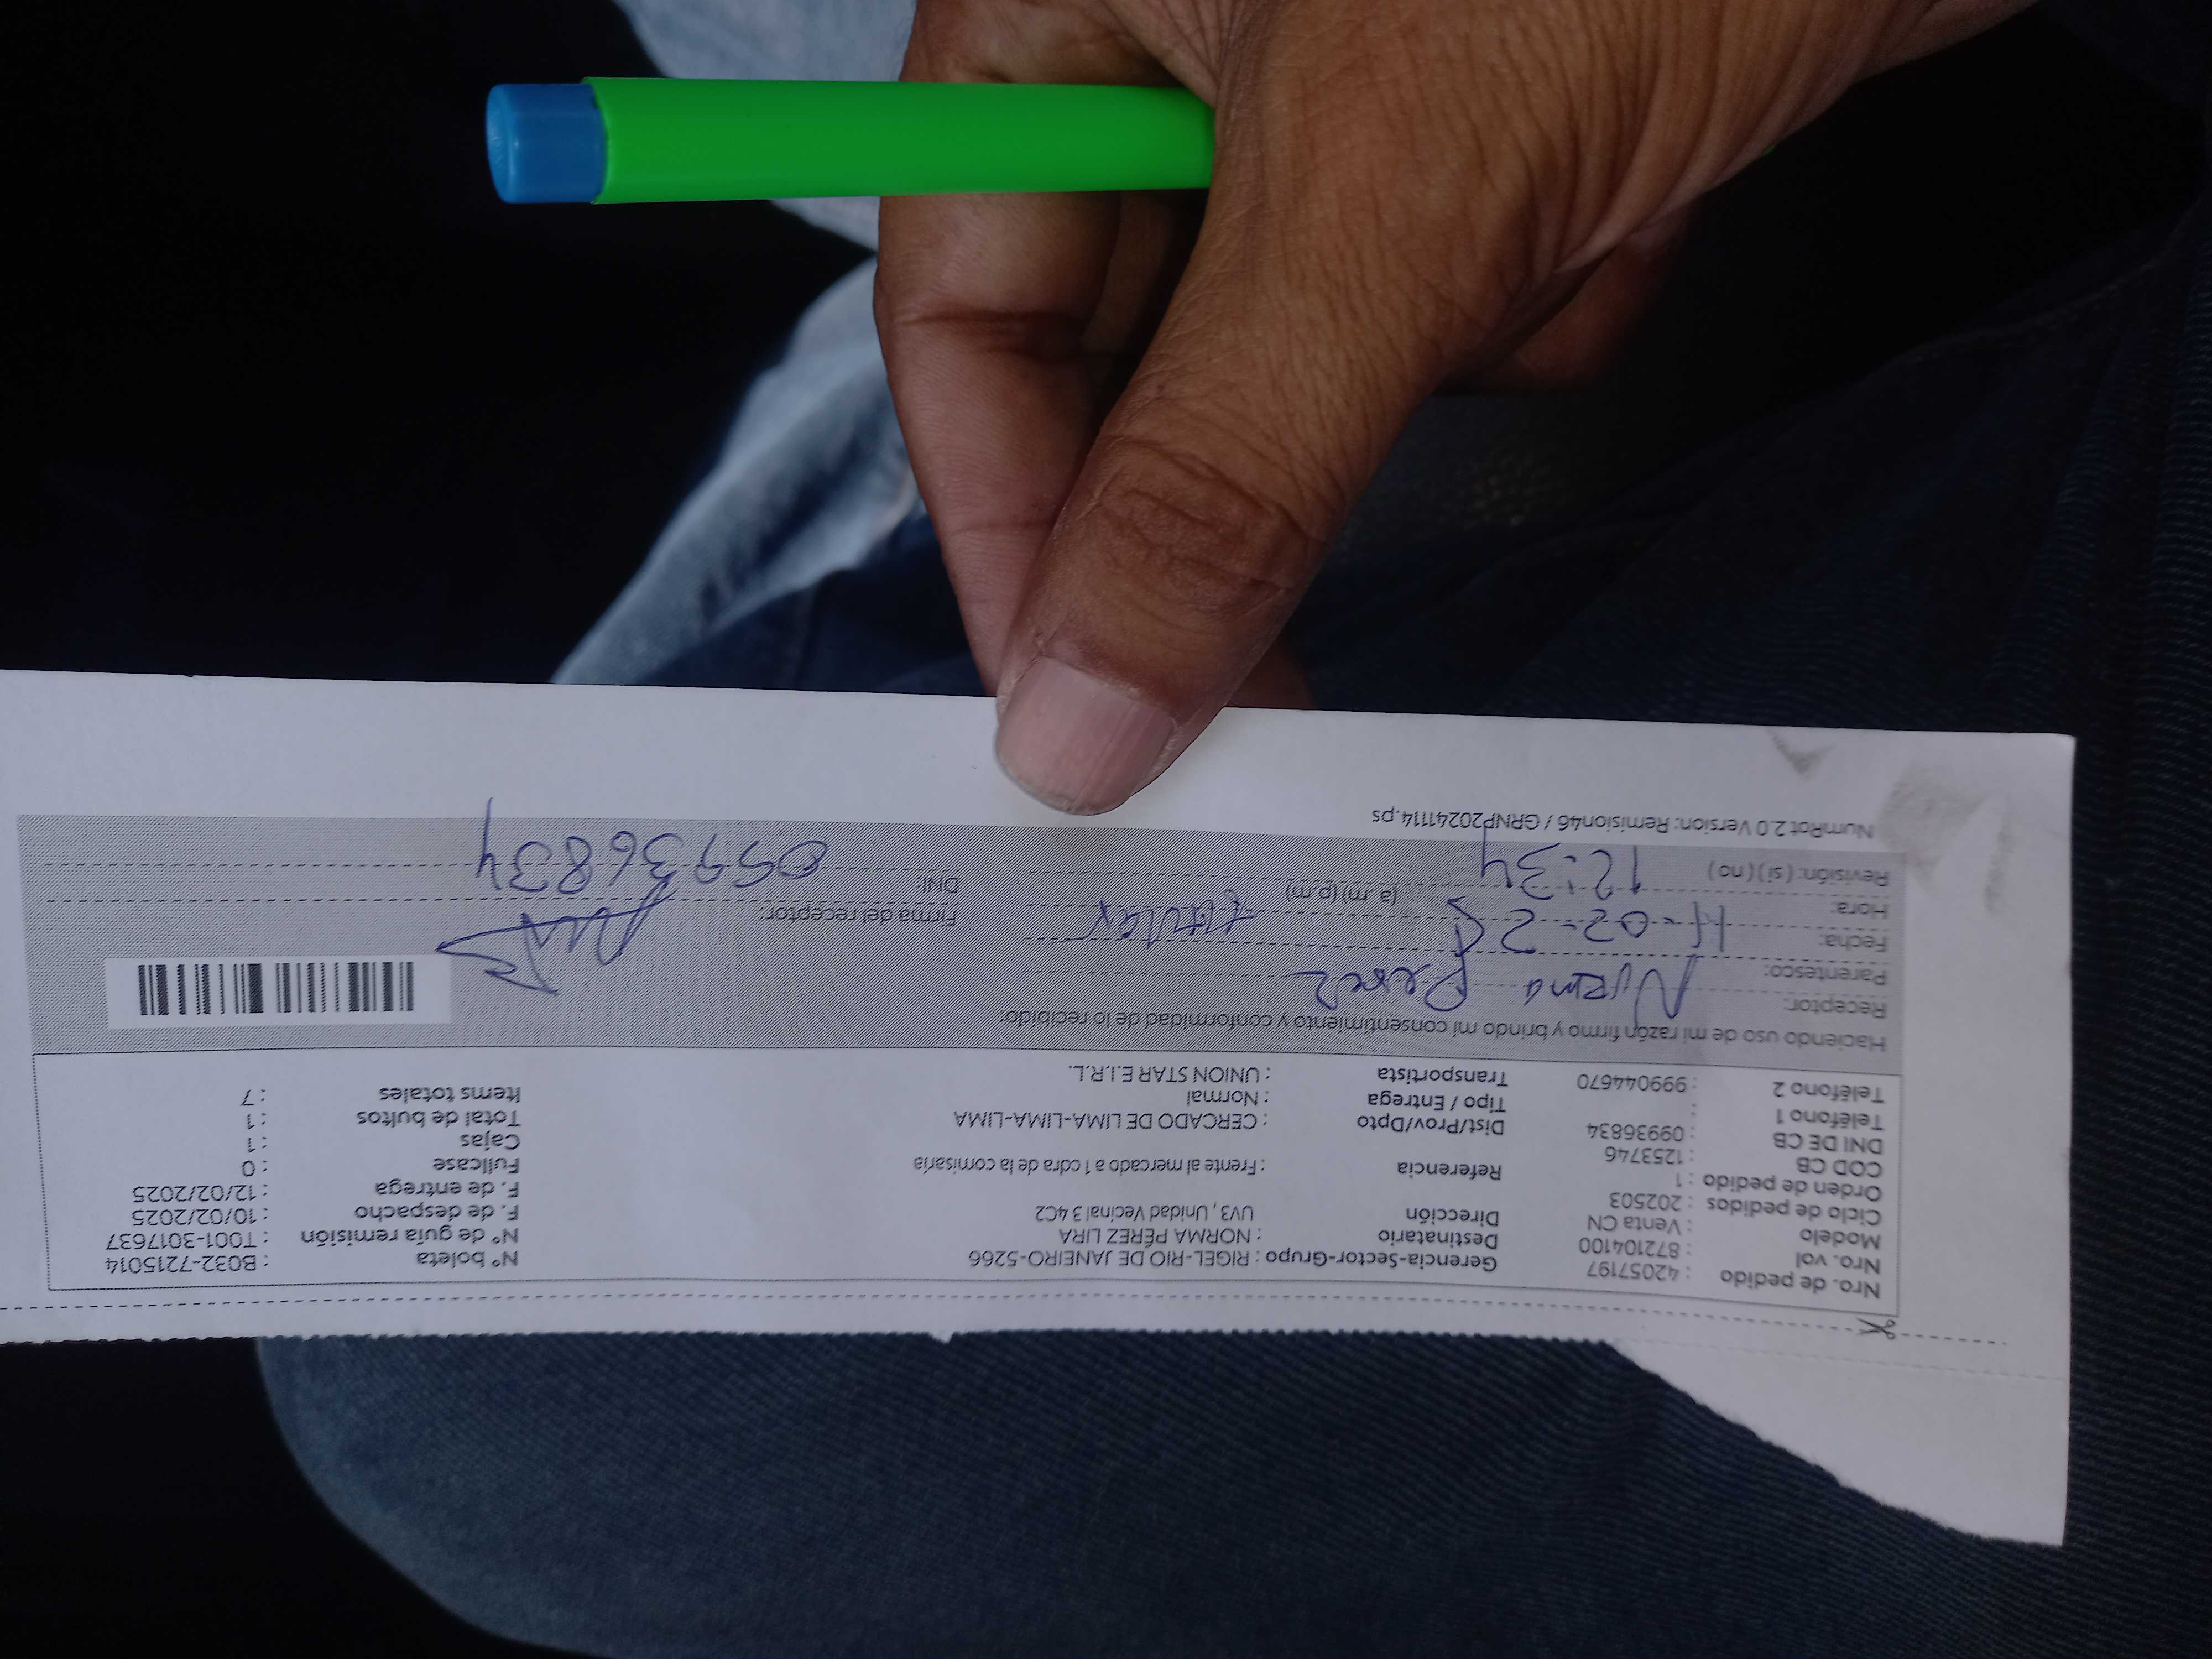 Nro. de pedido : 42057197
Nro. vol : 872104100
Modelo : Venta CN
Ciclo de pedidos : 202503
Orden de pedido : 1
COD CB : 1253746
DNI DE CB : 09936834
Teléfono 1 :
Teléfono 2 : 999044670
Gerencia-Sector-Grupo : RIGEL-RIO DE JANEIRO-5266
Destinatario : NORMA PÉREZ LIRA
Dirección UV3, Unidad Vecinal 3 4C2
Referencia : Frente al mercado a 1 cdra de la comisaría
Dist/Prov/Dpto : CERCADO DE LIMA-LIMA-LIMA
Tipo / Entrega : Normal
Transportista : UNION STAR E.I.R.L.
Nº boleta : B032-7215014
Nº de guía remisión : T001-3017637
F. de despacho : 10/02/2025
F. de entrega : 12/02/2025
Fullcase : 0
Cajas : 1
Total de bultos : 1
Items totales : 7
Haciendo uso de mi razón firmo y brindo mi consentimiento y conformidad de lo recibido:
Receptor: Norma Perez
Parentesco: titular
Fecha: 11-02-25
Hora: 12:34 (a.m) (p.m)
Revisión: (si) (no)
Firma del receptor:
DNI: 09936834
NumRot 2.0 Version: Remision46 / GRNP20241114.ps